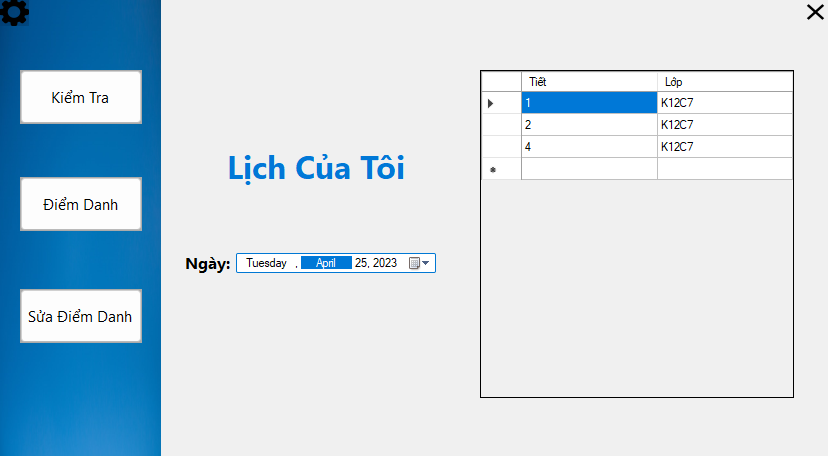 Kiểm Tra
Điểm Danh
Sửa Điểm Danh
Lịch Của Tôi
Ngày: Tuesday , April 25, 2023
Tiết Lớp
1 K12C7
2 K12C7
4 K12C7